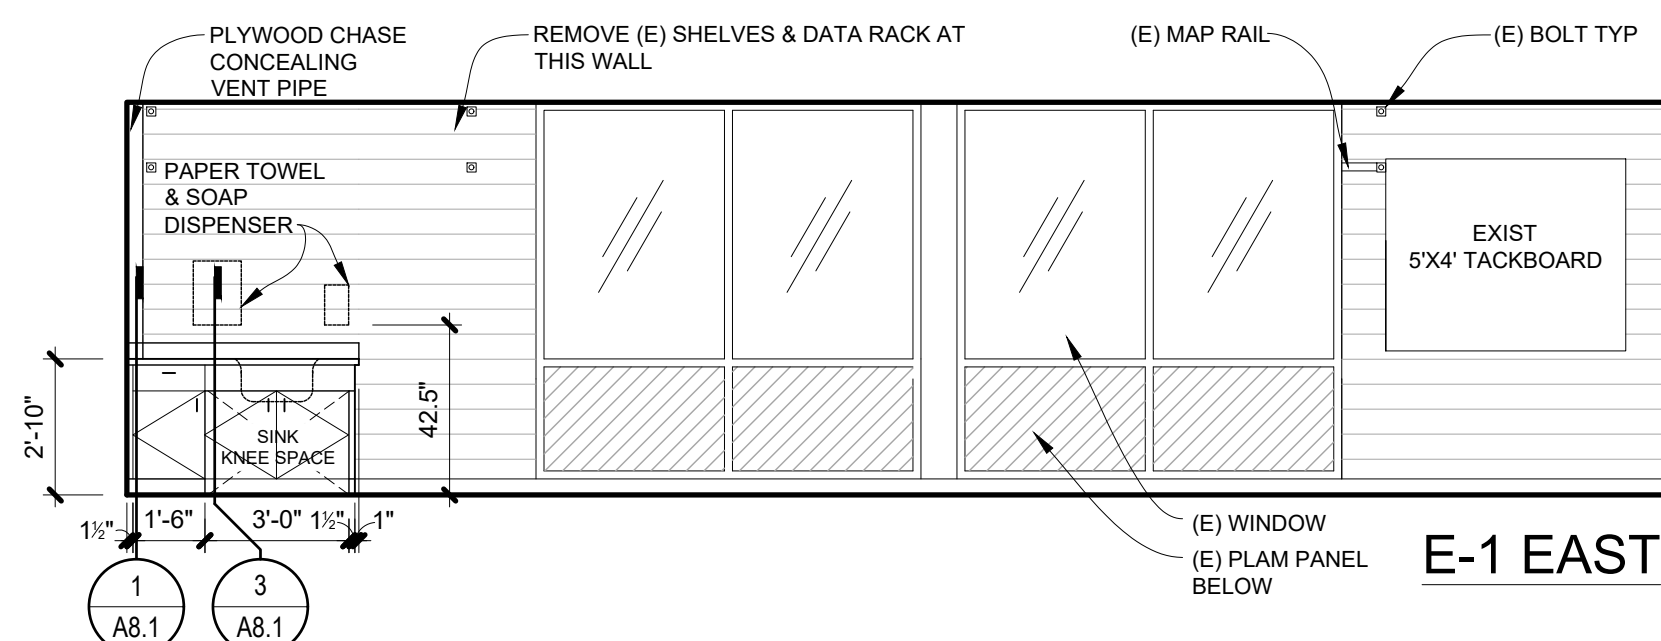 PLYWOOD CHASE
CONCEALING
VENT PIPE
REMOVE (E) SHELVES & DATA RACK AT
THIS WALL
(E) MAP RAIL
(E) BOLT TYP
PAPER TOWEL
& SOAP
DISPENSER
EXIST
5'X4' TACKBOARD
2'-10"
42.5"
SINK
KNEE SPACE
1½"
1'-6"
3'-0"
1½"
1"
(E) WINDOW
(E) PLAM PANEL
BELOW
E-1 EAST
1
A8.1
3
A8.1